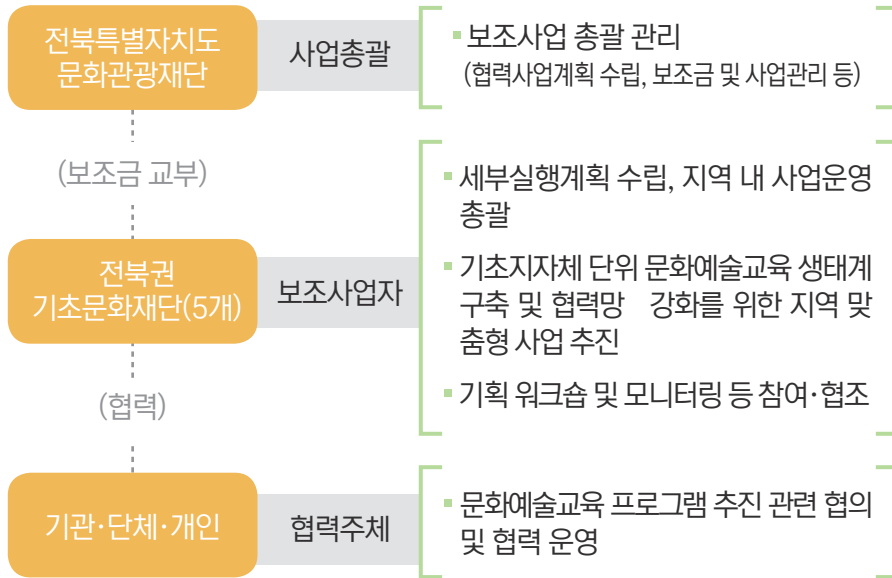 전북특별자치도
문화관광재단
사업총괄
▪ 보조사업 총괄 관리
(협력사업계획 수립, 보조금 및 사업관리 등)
(보조금 교부)
전북권
기초문화재단(5개)
보조사업자
▪ 세부실행계획 수립, 지역 내 사업운영
총괄
▪ 기초지자체 단위 문화예술교육 생태계
구축 및 협력망 강화를 위한 지역 맞
춤형 사업 추진
▪ 기획 워크숍 및 모니터링 등 참여·협조
(협력)
기관·단체·개인
협력주체
▪ 문화예술교육 프로그램 추진 관련 협의
및 협력 운영